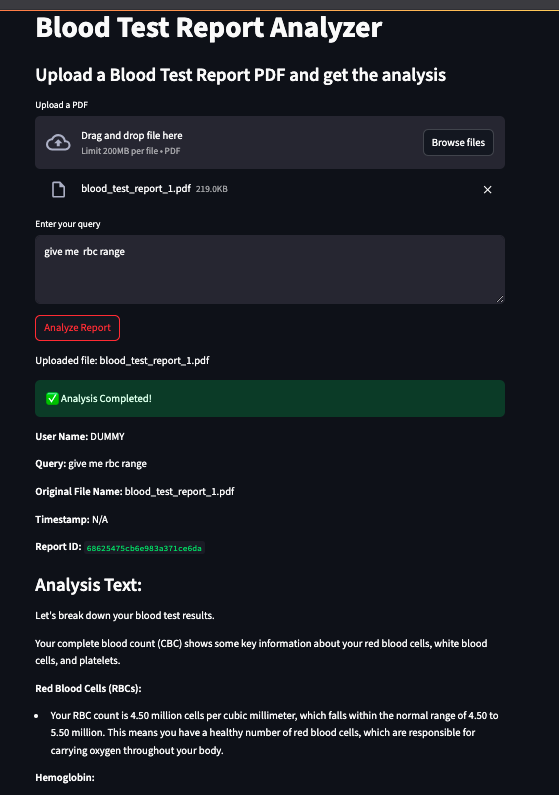 Blood Test Report Analyzer
Upload a Blood Test Report PDF and get the analysis
Upload a PDF
Drag and drop file here
Limit 200MB per file • PDF
Browse files
blood_test_report_1.pdf 219.0KB
Enter your query
give me  rbc range
Analyze Report
Uploaded file: blood_test_report_1.pdf
✅ Analysis Completed!
User Name: DUMMY
Query: give me rbc range
Original File Name: blood_test_report_1.pdf
Timestamp: N/A
Report ID: 68625475cb6e983a371ce6da
Analysis Text:
Let's break down your blood test results.
Your complete blood count (CBC) shows some key information about your red blood cells, white blood
cells, and platelets.
Red Blood Cells (RBCs):
• Your RBC count is 4.50 million cells per cubic millimeter, which falls within the normal range of 4.50 to
5.50 million. This means you have a healthy number of red blood cells, which are responsible for
carrying oxygen throughout your body.
Hemoglobin: